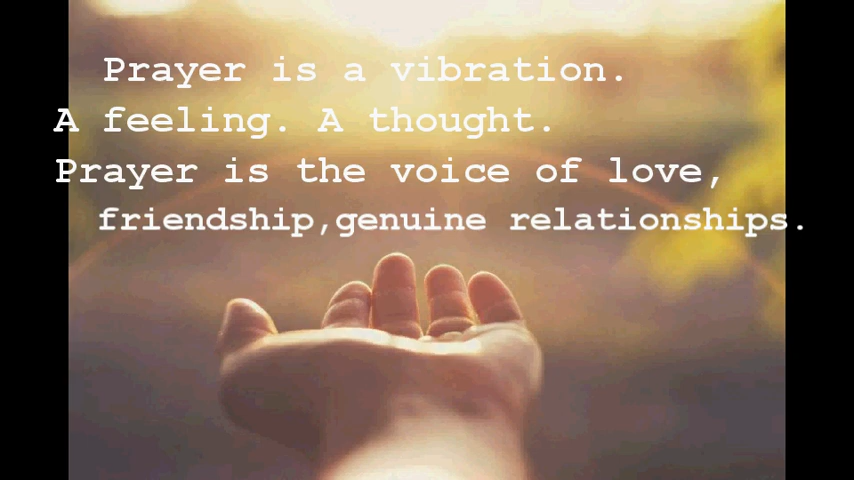 Prayer is a vibration.
A feeling. A thought.
Prayer is the voice of love,
friendship,genuine relationships.